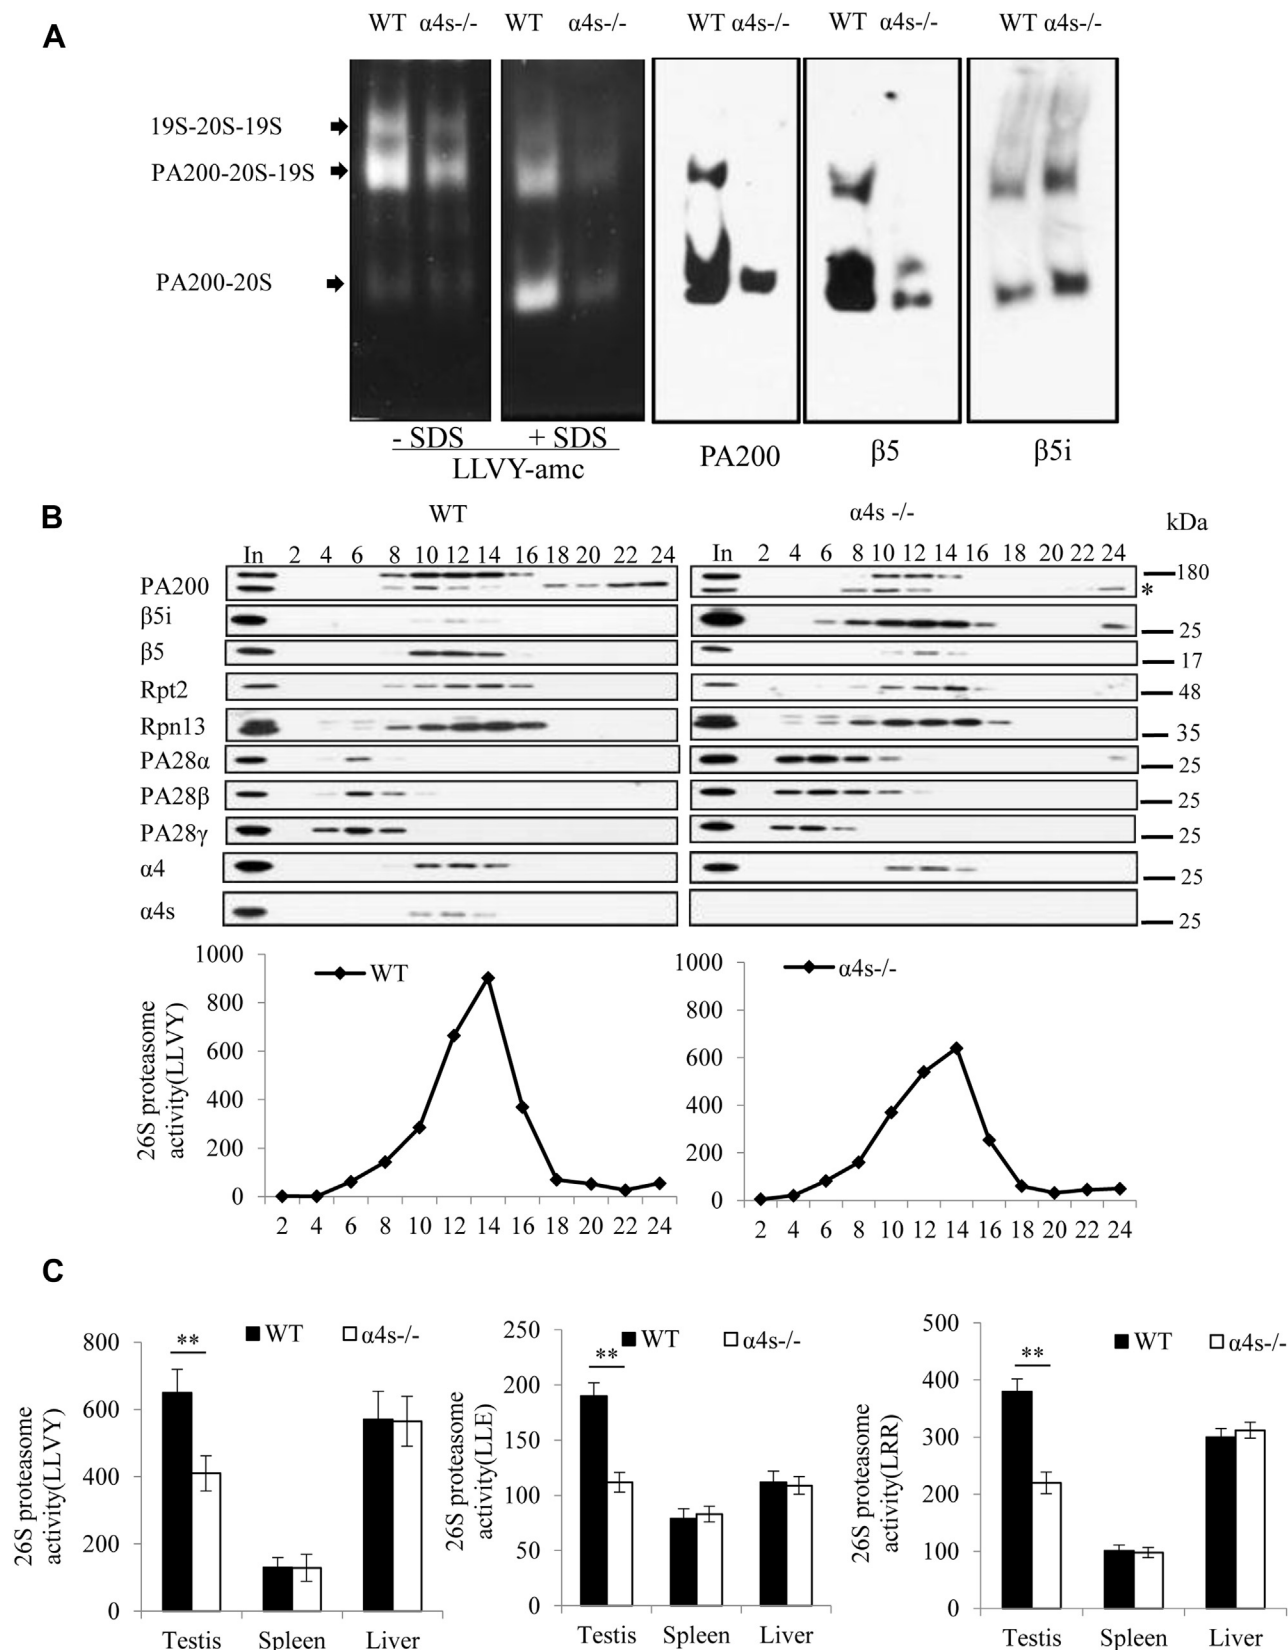 A
WT α4s-/- WT α4s-/- WT α4s-/- WT α4s-/- WT α4s-/-
19S-20S-19S
PA200-20S-19S
PA200-20S
- SDS + SDS
LLVY-amc
PA200
β5
β5i
B
WT α4s -/- kDa
In 2 4 6 8 10 12 14 16 18 20 22 24 In 2 4 6 8 10 12 14 16 18 20 22 24
PA200 180
*
β5i 25
β5 17
Rpt2 48
Rpn13 35
PA28α 25
PA28β 25
PA28γ 25
α4 25
α4s 25
26S proteasome
activity(LLVY)
1000
800
600
400
200
0
WT
2 4 6 8 10 12 14 16 18 20 22 24
1000
800
600
400
200
0
α4s-/-
2 4 6 8 10 12 14 16 18 20 22 24
C
26S proteasome
activity(LLVY)
800
600
400
200
0
**
WT α4s-/-
Testis Spleen Liver
26S proteasome
activity(LLE)
250
200
150
100
50
0
**
WT α4s-/-
Testis Spleen Liver
26S proteasome
activity(LRR)
500
400
300
200
100
0
**
WT α4s-/-
Testis Spleen Liver